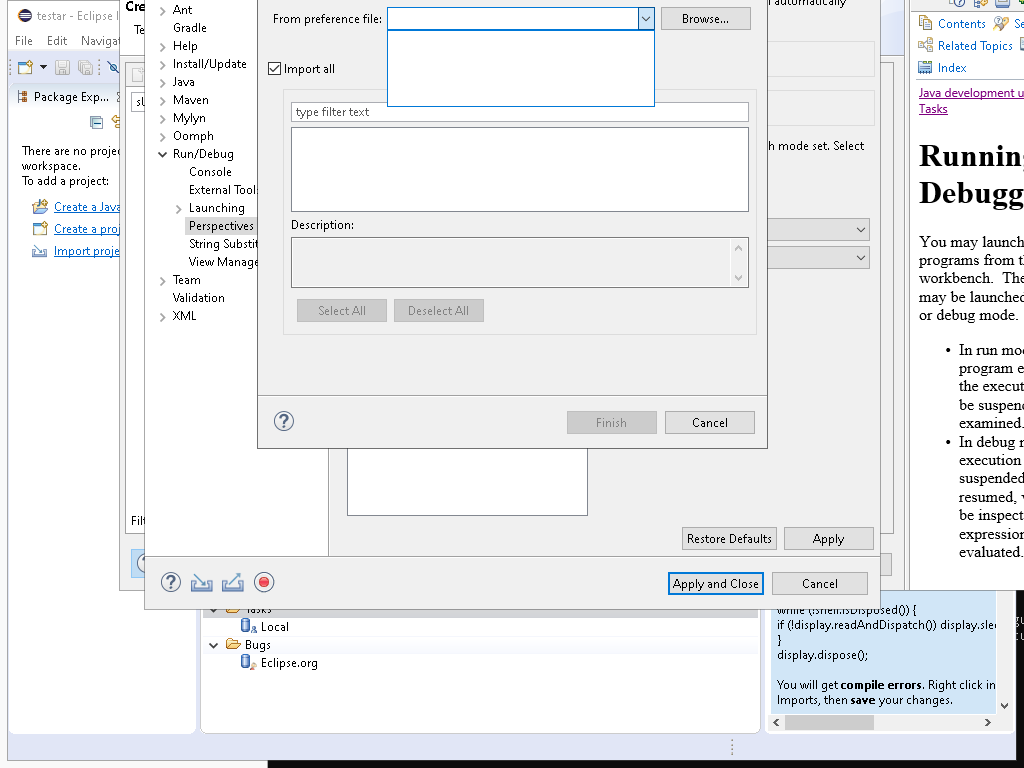 testar - Eclipse I
File Edit Navigat
Package Exp...
There are no projec
workspace.
To add a project:
Create a Java
Create a proj
Import proje
Cre
Te
Filt
Ant
Gradle
Help
Install/Update
Java
Maven
Mylyn
Oomph
Run/Debug
Console
External Tool
Launching
Perspectives
String Substit
View Manage
Team
Validation
XML
From preference file:
Browse...
Import all
type filter text
Description:
Select All
Deselect All
Finish
Cancel
automatically
h mode set. Select
Restore Defaults
Apply
Apply and Close
Cancel
Tasks
Local
Bugs
Eclipse.org
Contents
Se
Related Topics
Index
Java development u
Tasks
Running
Debugg
You may launch
programs from th
workbench. The
may be launched
or debug mode.
• In run mod
program e
the execut
be suspend
examined.
• In debug m
execution
suspended
resumed, v
be inspect
expression
evaluated.
while (!shell.isDisposed()) {
if (!display.readAndDispatch()) display.slee
}
display.dispose();
You will get compile errors. Right click in
Imports, then save your changes.